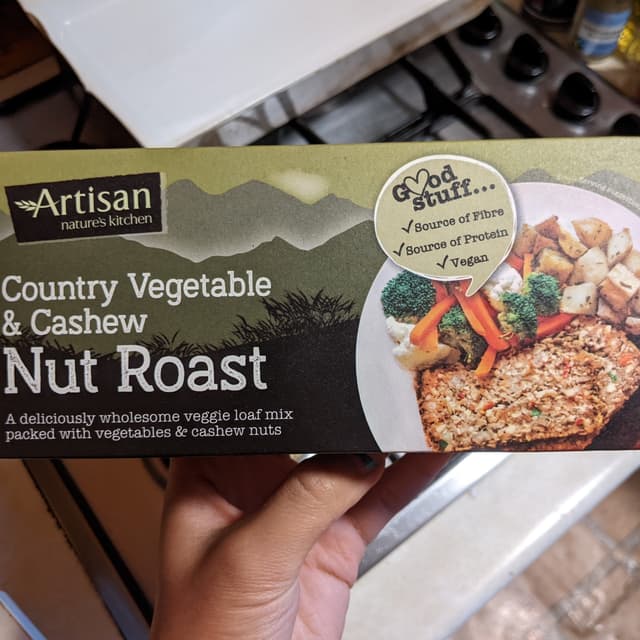 Artisan
nature's kitchen
Country Vegetable
& Cashew
Nut Roast
A deliciously wholesome veggie loaf mix
packed with vegetables & cashew nuts
Good
stuff...
✓ Source of Fibre
✓ Source of Protein
✓ Vegan